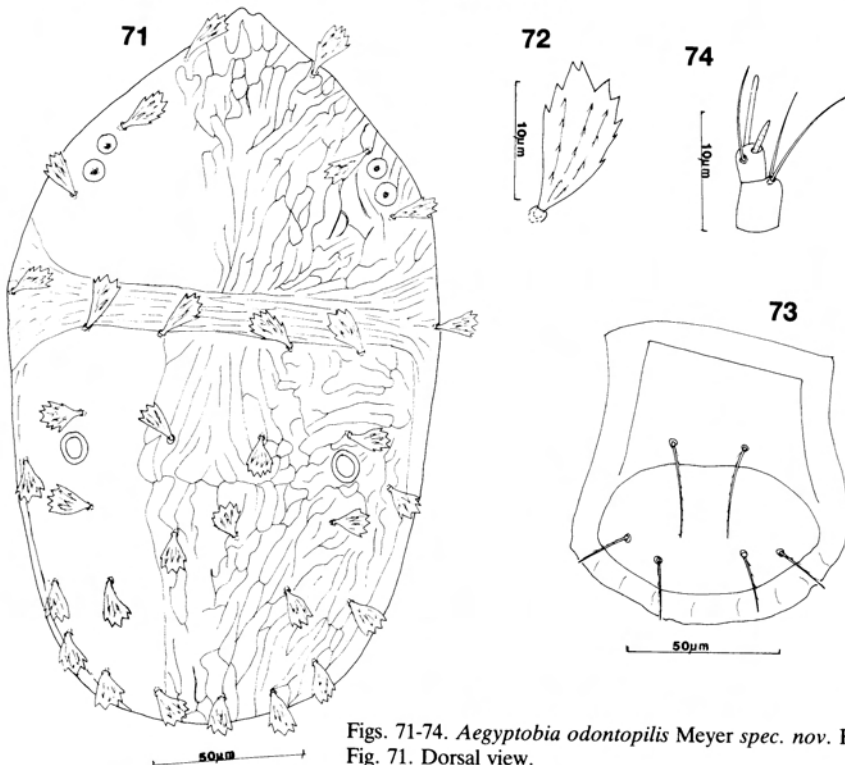 71
72
74
10µm
10µm
73
50µm
50µm
Figs. 71-74. Aegyptobia odontopilis Meyer spec. nov.
Fig. 71. Dorsal view.